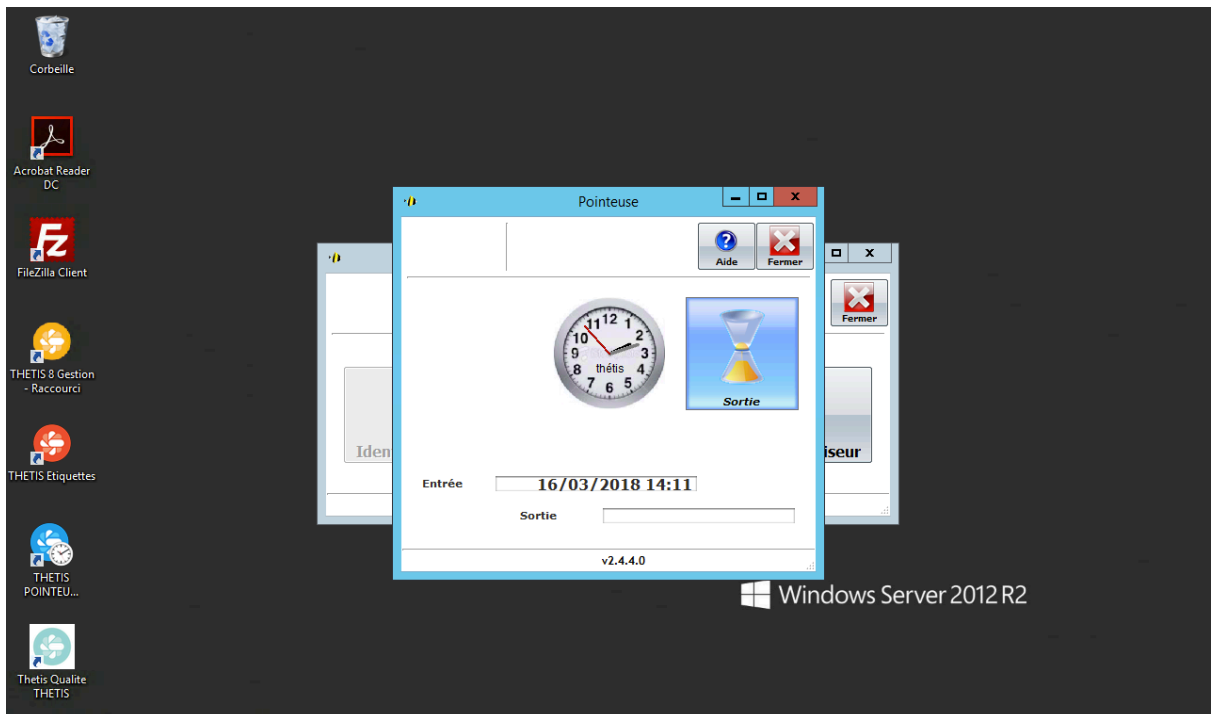 Corbeille
Acrobat Reader
DC
FileZilla Client
THETIS 8 Gestion
- Raccourci
THETIS Etiquettes
THETIS
POINTEU...
Thetis Qualite
THETIS
Pointeuse
Aide
Fermer
Fermer
12
1
2
3
4
5
6
7
8
9
10
11
thétis
Sortie
Iden
iseur
Entrée
16/03/2018 14:11
Sortie
v2.4.4.0
Windows Server 2012 R2